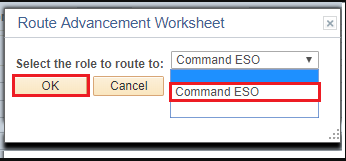 Route Advancement Worksheet
Select the role to route to: Command ESO
OK Cancel Command ESO